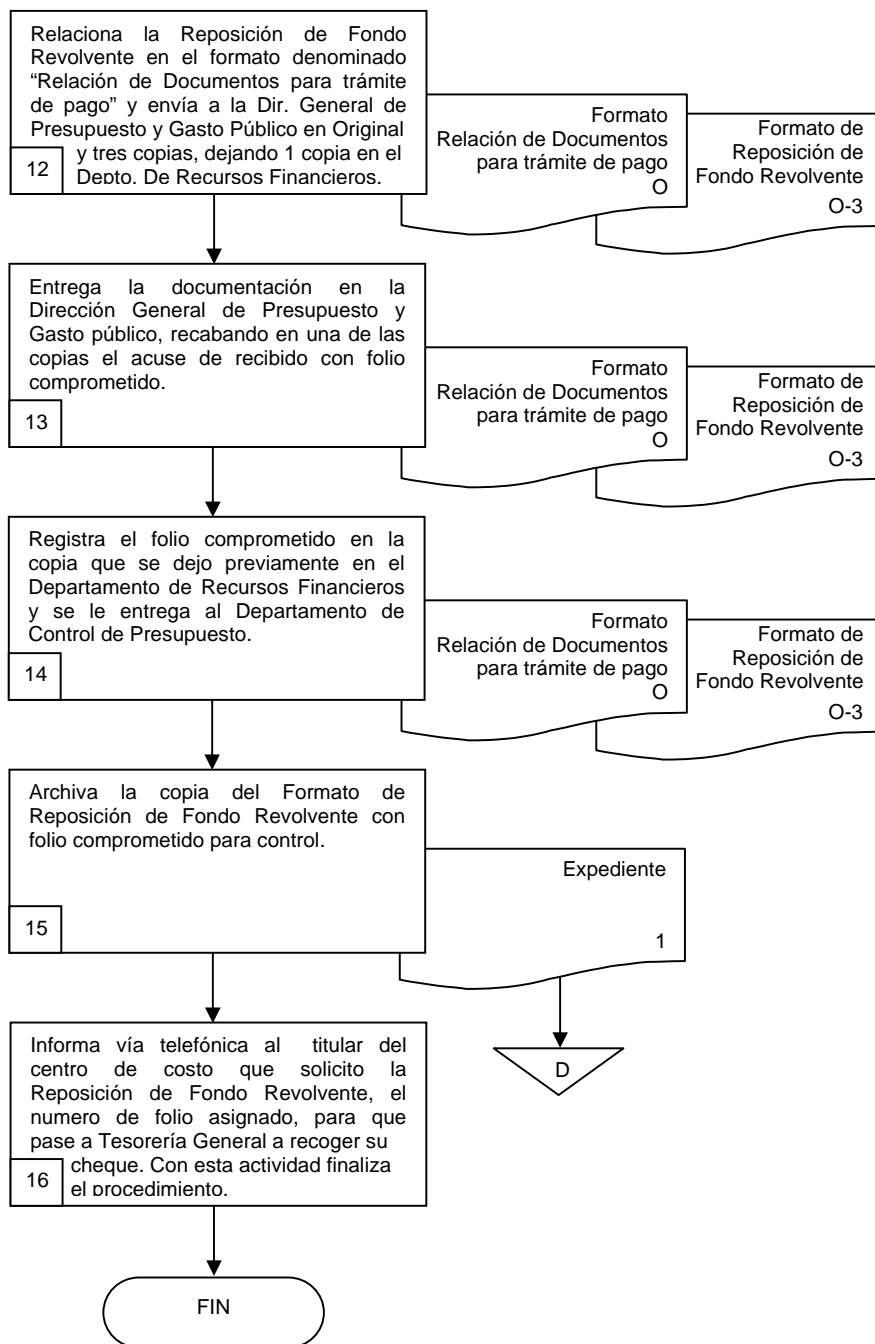 Relaciona la Reposición de Fondo
Revolvente en el formato denominado
“Relación de Documentos para trámite
de pago” y envía a la Dir. General de
Presupuesto y Gasto Público en Original
y tres copias, dejando 1 copia en el
Depto. De Recursos Financieros.
12
Formato
Relación de Documentos
para trámite de pago
O
Formato de
Reposición de
Fondo Revolvente
O-3
Entrega la documentación en la
Dirección General de Presupuesto y
Gasto público, recabando en una de las
copias el acuse de recibido con folio
comprometido.
13
Formato
Relación de Documentos
para trámite de pago
O
Formato de
Reposición de
Fondo Revolvente
O-3
Registra el folio comprometido en la
copia que se dejo previamente en el
Departamento de Recursos Financieros
y se le entrega al Departamento de
Control de Presupuesto.
14
Formato
Relación de Documentos
para trámite de pago
O
Formato de
Reposición de
Fondo Revolvente
O-3
Archiva la copia del Formato de
Reposición de Fondo Revolvente con
folio comprometido para control.
15
Expediente
1
D
Informa vía telefónica al titular del
centro de costo que solicito la
Reposición de Fondo Revolvente, el
numero de folio asignado, para que
pase a Tesorería General a recoger su
cheque. Con esta actividad finaliza
el procedimiento.
16
FIN